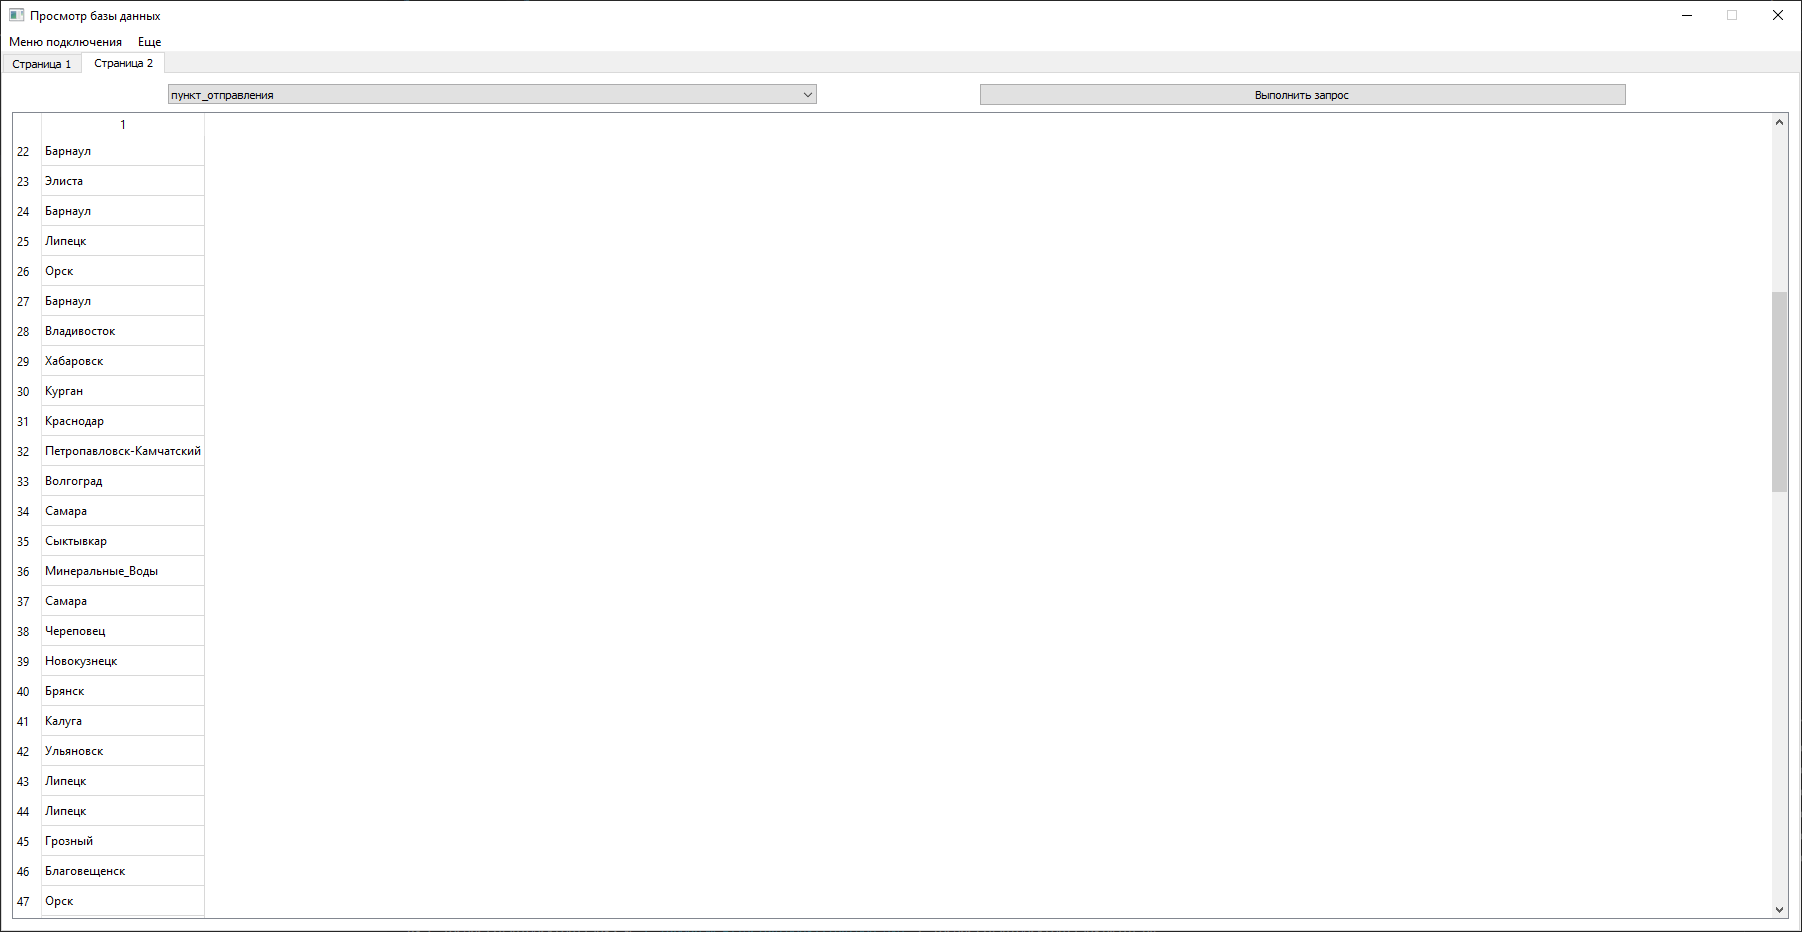 Просмотр базы данных
Меню подключения Еще
Страница 1 Страница 2
пункт_отправления Выполнить запрос
1
22 Барнаул
23 Элиста
24 Барнаул
25 Липецк
26 Орск
27 Барнаул
28 Владивосток
29 Хабаровск
30 Курган
31 Краснодар
32 Петропавловск-Камчатский
33 Волгоград
34 Самара
35 Сыктывкар
36 Минеральные_Воды
37 Самара
38 Череповец
39 Новокузнецк
40 Брянск
41 Калуга
42 Ульяновск
43 Липецк
44 Липецк
45 Грозный
46 Благовещенск
47 Орск